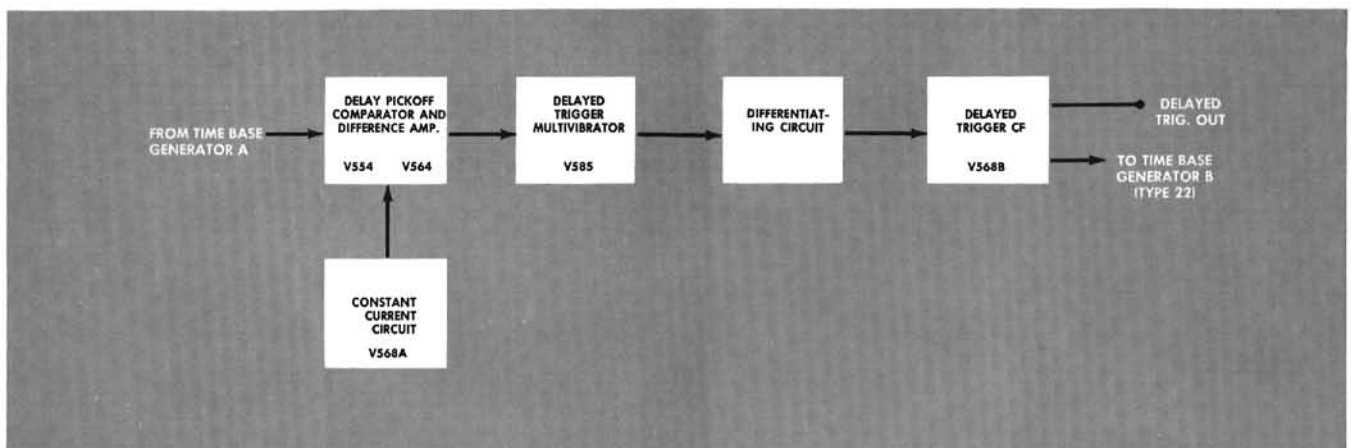 FROM TIME BASE
GENERATOR A
DELAY PICKOFF
COMPARATOR AND
DIFFERENCE AMP.
V554 V564
DELAYED
TRIGGER
MULTIVIBRATOR
V585
DIFFERENTIAT-
ING CIRCUIT
DELAYED
TRIGGER CF
V568B
DELAYED
TRIG. OUT
TO TIME BASE
GENERATOR B
(TYPE 22)
CONSTANT
CURRENT
CIRCUIT
V568A